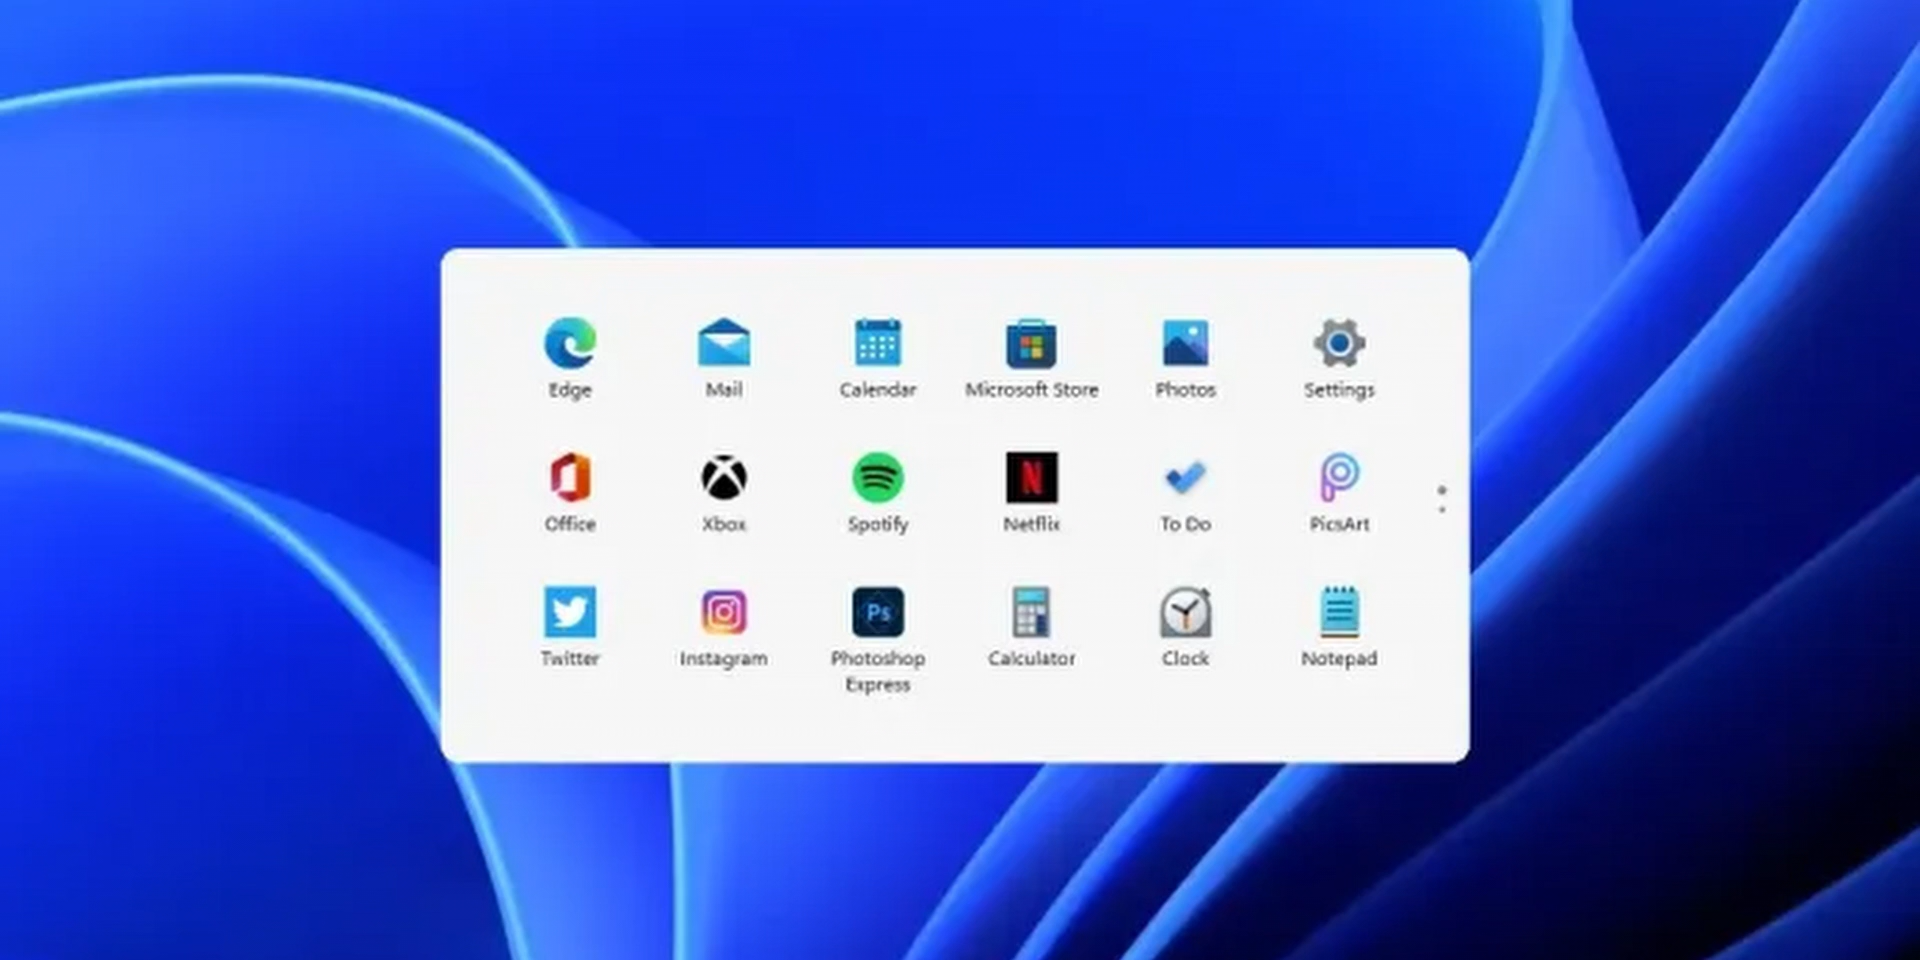 Edge Mail Calendar Microsoft Store Photos Settings
Office Xbox Spotify Netflix To Do PicsArt
Ps
Twitter Instagram Photoshop Calculator Clock Notepad
Express